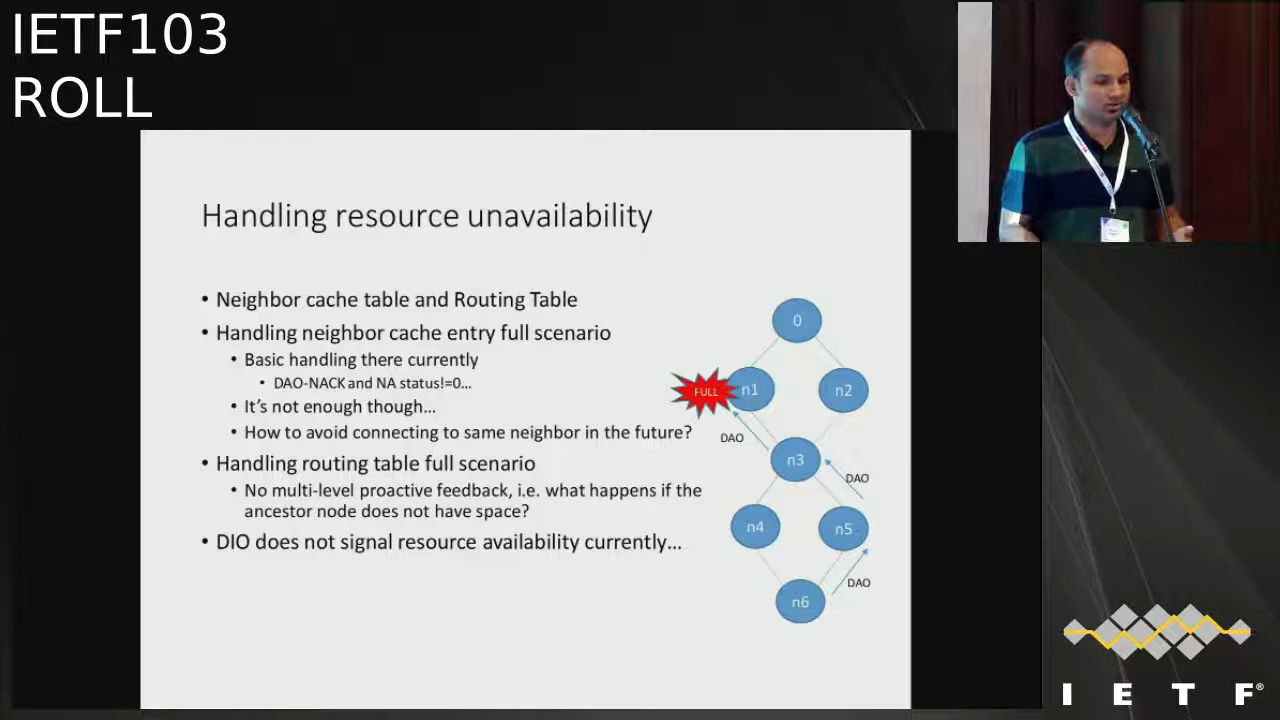 IETF103
ROLL
Handling resource unavailability
• Neighbor cache table and Routing Table
• Handling neighbor cache entry full scenario
• Basic handling there currently
• DAO-NACK and NA status!=0...
• It's not enough though...
• How to avoid connecting to same neighbor in the future?
• Handling routing table full scenario
• No multi-level proactive feedback, i.e. what happens if the
ancestor node does not have space?
• DIO does not signal resource availability currently...
0
FULL
n1
n2
DAO
n3
DAO
n4
n5
DAO
n6
I E T F®